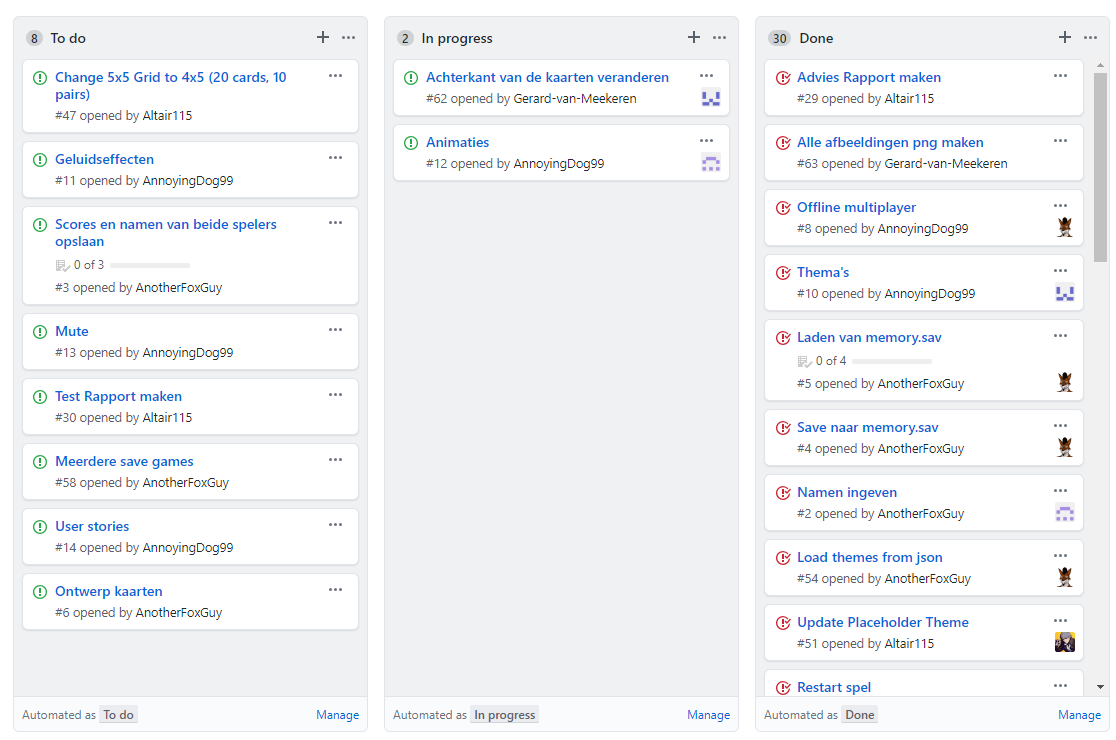 8 To do
Change 5x5 Grid to 4x5 (20 cards, 10
pairs)
#47 opened by Altair115
Geluidseffecten
#11 opened by AnnoyingDog99
Scores en namen van beide spelers
opslaan
0 of 3
#3 opened by AnotherFoxGuy
Mute
#13 opened by AnnoyingDog99
Test Rapport maken
#30 opened by Altair115
Meerdere save games
#58 opened by AnotherFoxGuy
User stories
#14 opened by AnnoyingDog99
Ontwerp kaarten
#6 opened by AnotherFoxGuy
Automated as To do Manage
2 In progress
Achterkant van de kaarten veranderen
#62 opened by Gerard-van-Meekeren
Animaties
#12 opened by AnnoyingDog99
Automated as In progress Manage
30 Done
Advies Rapport maken
#29 opened by Altair115
Alle afbeeldingen png maken
#63 opened by Gerard-van-Meekeren
Offline multiplayer
#8 opened by AnnoyingDog99
Thema's
#10 opened by AnnoyingDog99
Laden van memory.sav
0 of 4
#5 opened by AnotherFoxGuy
Save naar memory.sav
#4 opened by AnotherFoxGuy
Namen ingeven
#2 opened by AnotherFoxGuy
Load themes from json
#54 opened by AnotherFoxGuy
Update Placeholder Theme
#51 opened by Altair115
Restart spel
Automated as Done Manage